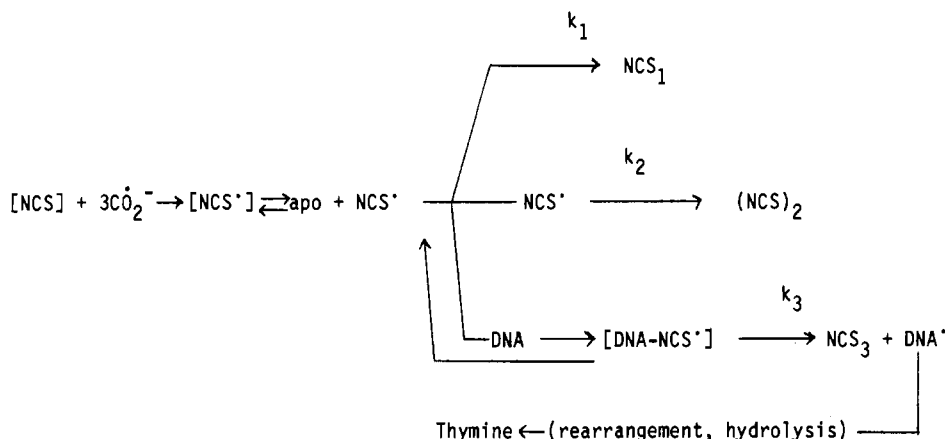 k₁
NCS₁
[NCS] + 3CO₂˙⁻ → [NCS˙] ⇌ apo + NCS˙ NCS˙ k₂ → (NCS)₂
DNA → [DNA-NCS˙] k₃ → NCS₃ + DNA˙
Thymine ← (rearrangement, hydrolysis)